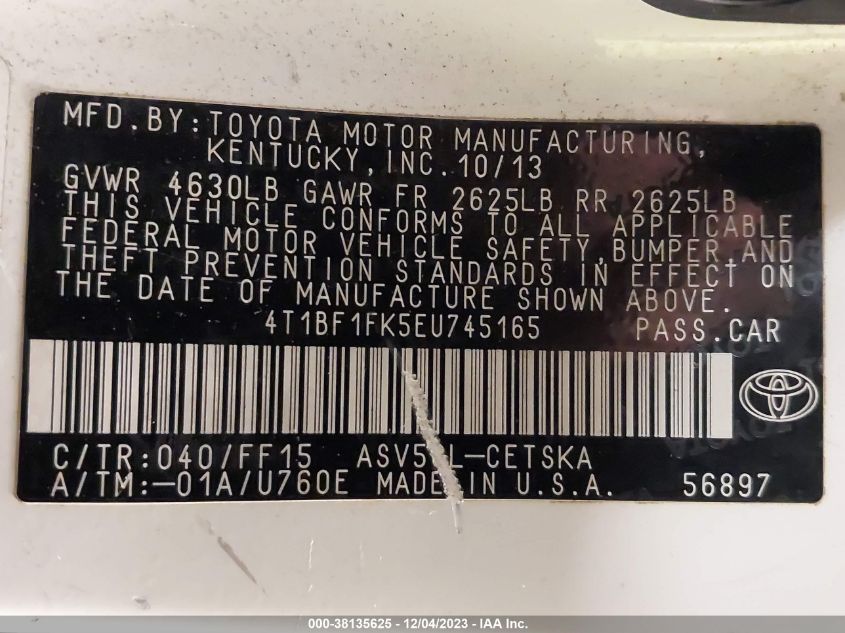 MFD.BY:TOYOTA MOTOR MANUFACTURING,
KENTUCKY,INC.10/13
GVWR 4630LB GAWR FR 2625LB RR 2625LB
THIS VEHICLE CONFORMS TO ALL APPLICABLE
FEDERAL MOTOR VEHICLE SAFETY,BUMPER,AND
THEFT PREVENTION STANDARDS IN EFFECT ON
THE DATE OF MANUFACTURE SHOWN ABOVE.
4T1BF1FK5EU745165 PASS.CAR
C/TR:040/FF15
A/TM:-01A/U760E MADE IN U.S.A. 56897
000-38135625 - 12/04/2023 - IAA Inc.